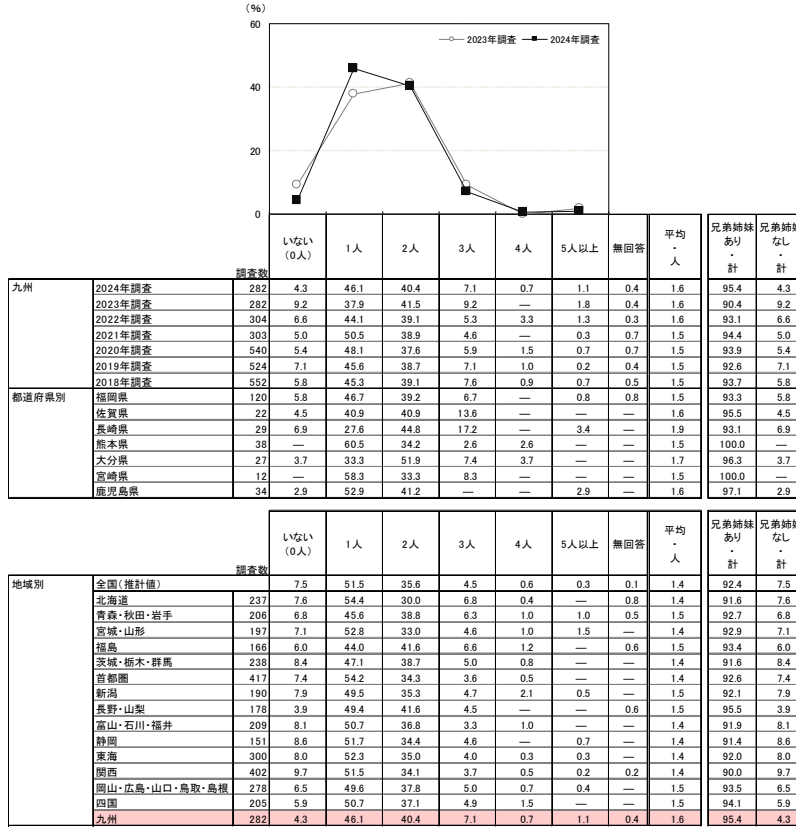 (%)
60
2023年調査 2024年調査
40
20
0
調査数 いない(0人) 1人 2人 3人 4人 5人以上 無回答 平均・人 兄弟姉妹あり・計 兄弟姉妹なし・計
九州 2024年調査 282 4.3 46.1 40.4 7.1 0.7 1.1 0.4 1.6 95.4 4.3
2023年調査 282 9.2 37.9 41.5 9.2 — 1.8 0.4 1.6 90.4 9.2
2022年調査 304 6.6 44.1 39.1 5.3 3.3 1.3 0.3 1.6 93.1 6.6
2021年調査 303 5.0 50.5 38.9 4.6 — 0.3 0.7 1.5 94.4 5.0
2020年調査 540 5.4 48.1 37.6 5.9 1.5 0.7 0.7 1.5 93.9 5.4
2019年調査 524 7.1 45.6 38.7 7.1 1.0 0.2 0.4 1.5 92.6 7.1
2018年調査 552 5.8 45.3 39.1 7.6 0.9 0.7 0.5 1.5 93.7 5.8
都道府県別 福岡県 120 5.8 46.7 39.2 6.7 — 0.8 0.8 1.5 93.3 5.8
佐賀県 22 4.5 40.9 40.9 13.6 — — — 1.6 95.5 4.5
長崎県 29 6.9 27.6 44.8 17.2 — 3.4 — 1.9 93.1 6.9
熊本県 38 — 60.5 34.2 2.6 2.6 — — 1.5 100.0 —
大分県 27 3.7 33.3 51.9 7.4 3.7 — — 1.7 96.3 3.7
宮崎県 12 — 58.3 33.3 8.3 — — — 1.5 100.0 —
鹿児島県 34 2.9 52.9 41.2 — — 2.9 — 1.6 97.1 2.9
調査数 いない(0人) 1人 2人 3人 4人 5人以上 無回答 平均・人 兄弟姉妹あり・計 兄弟姉妹なし・計
地域別 全国(推計値) 7.5 51.5 35.6 4.5 0.6 0.3 0.1 1.4 92.4 7.5
北海道 237 7.6 54.4 30.0 6.8 0.4 — 0.8 1.4 91.6 7.6
青森・秋田・岩手 206 6.8 45.6 38.8 6.3 1.0 1.0 0.5 1.5 92.7 6.8
宮城・山形 197 7.1 52.8 33.0 4.6 1.0 1.5 — 1.4 92.9 7.1
福島 166 6.0 44.0 41.6 6.6 1.2 — 0.6 1.5 93.4 6.0
茨城・栃木・群馬 238 8.4 47.1 38.7 5.0 0.8 — — 1.4 91.6 8.4
首都圏 417 7.4 54.2 34.3 3.6 0.5 — — 1.4 92.6 7.4
新潟 190 7.9 49.5 35.3 4.7 2.1 0.5 — 1.5 92.1 7.9
長野・山梨 178 3.9 49.4 41.6 4.5 — — 0.6 1.5 95.5 3.9
富山・石川・福井 209 8.1 50.7 36.8 3.3 1.0 — — 1.4 91.9 8.1
静岡 151 8.6 51.7 34.4 4.6 — 0.7 — 1.4 91.4 8.6
東海 300 8.0 52.3 35.0 4.0 0.3 0.3 — 1.4 92.0 8.0
関西 402 9.7 51.5 34.1 3.7 0.5 0.2 0.2 1.4 90.0 9.7
岡山・広島・山口・鳥取・島根 278 6.5 49.6 37.8 5.0 0.7 0.4 — 1.5 93.5 6.5
四国 205 5.9 50.7 37.1 4.9 1.5 — — 1.5 94.1 5.9
九州 282 4.3 46.1 40.4 7.1 0.7 1.1 0.4 1.6 95.4 4.3